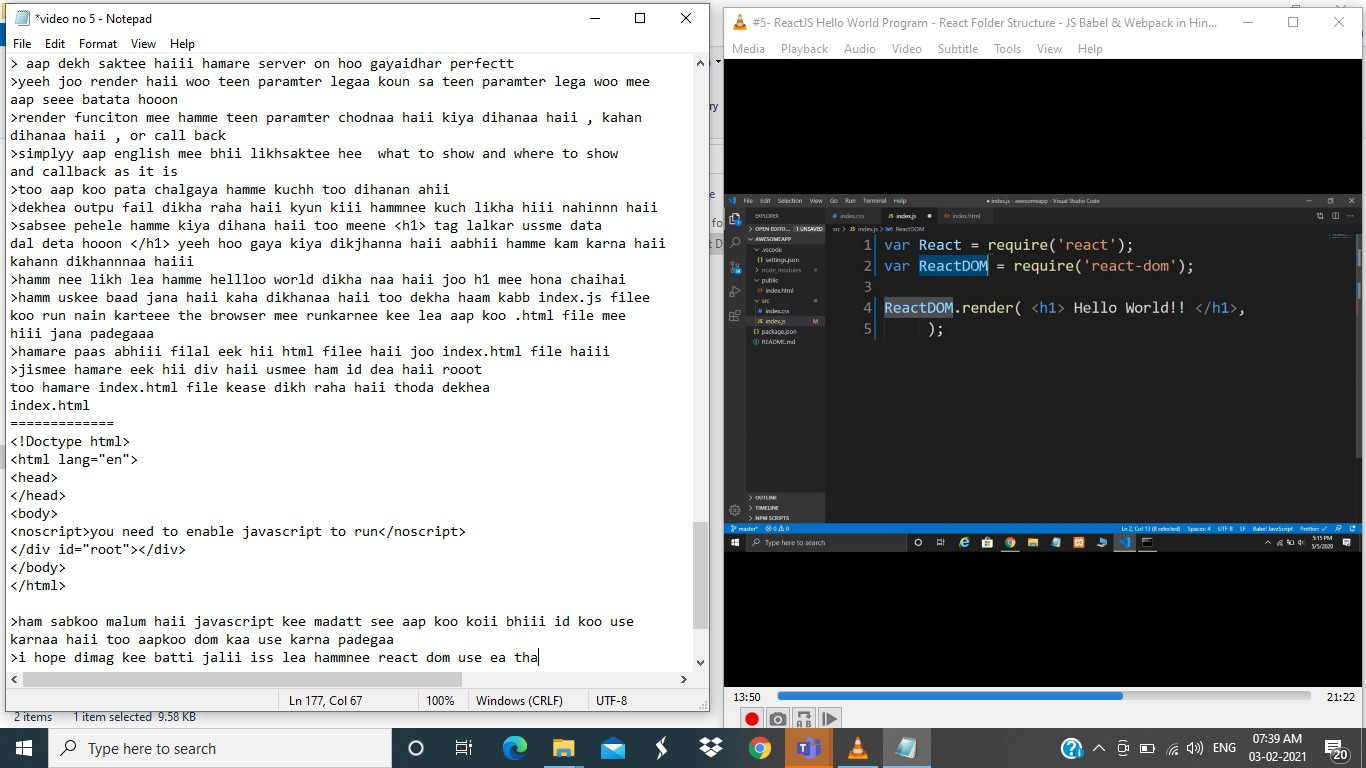 *video no 5 - Notepad
File Edit Format View Help
> aap dekh saktee haiii hamare server on hoo gayaidhar perfectt
>yeeh joo render haii woo teen paramter legaa koun sa teen paramter lega woo mee
aap seee batata hooon
>render funciton mee hamme teen paramter chodnaa haii kiya dihanaa haii , kahan
dihanaa haii , or call back
>simplyy aap english mee bhii likhsaktee hee  what to show and where to show
and callback as it is
>too aap koo pata chalgaya hamme kuchh too dihanan ahii
>dekhea outpu fail dikha raha haii kyun kiii hammnee kuch likha hiii nahinnn haii
>sabsee pehele hamme kiya dihana haii too meene <h1> tag lalkar ussme data
dal deta hooon </h1> yeeh hoo gaya kiya dikjhanna haii aabhii hamme kam karna haii
kahann dikhannnaa haiii
>hamm nee likh lea hamme hellloo world dikha naa haii joo h1 mee hona chaihai
>hamm uskee baad jana haii kaha dikhanaa haii too dekha haam kabb index.js filee
koo run nain karteee the browser mee runkarnee kee lea aap koo .html file mee
hiii jana padegaaa
>hamare paas abhiii filal eek hii html filee haii joo index.html file haiii
>jismee hamare eek hii div haii usmee ham id dea haii rooot
too hamare index.html file kease dikh raha haii thoda dekhea
index.html
=============
<!Doctype html>
<html lang="en">
<head>
</head>
<body>
<noscript>you need to enable javascript to run</noscript>
</div id="root"></div>
</body>
</html>
>ham sabkoo malum haii javascript kee madatt see aap koo koii bhiii id koo use
karnaa haii too aapkoo dom kaa use karna padegaa
>i hope dimag kee batti jalii iss lea hammnee react dom use ea tha
Ln 177, Col 67 100% Windows (CRLF) UTF-8
2 items 1 item selected 9.58 KB
#5- ReactJS Hello World Program - React Folder Structure - JS Babel & Webpack in Hin...
Media Playback Audio Video Subtitle Tools View Help
File Edit Selection View Go Run Terminal Help
index.js - awesomeapp - Visual Studio Code
EXPLORER
index.css index.js index.html
OPEN EDITO... 1 UNSAVED
src > index.js > ReactDOM
AWESOMEAPP
.vscode
settings.json
node_modules
public
index.html
src
index.css
index.js M
package.json
README.md
1 var React = require('react');
2 var ReactDOM = require('react-dom');
3
4 ReactDOM.render( <h1> Hello World!! </h1>,
5 );
OUTLINE
TIMELINE
NPM SCRIPTS
master* 0 0 Ln 2, Col 13 (8 selected) Spaces: 4 UTF-8 LF Babel JavaScript Prettier: ✓
Type here to search
5:15 PM
5/5/2020
13:50 21:22
Type here to search
ENG
07:39 AM
03-02-2021
20